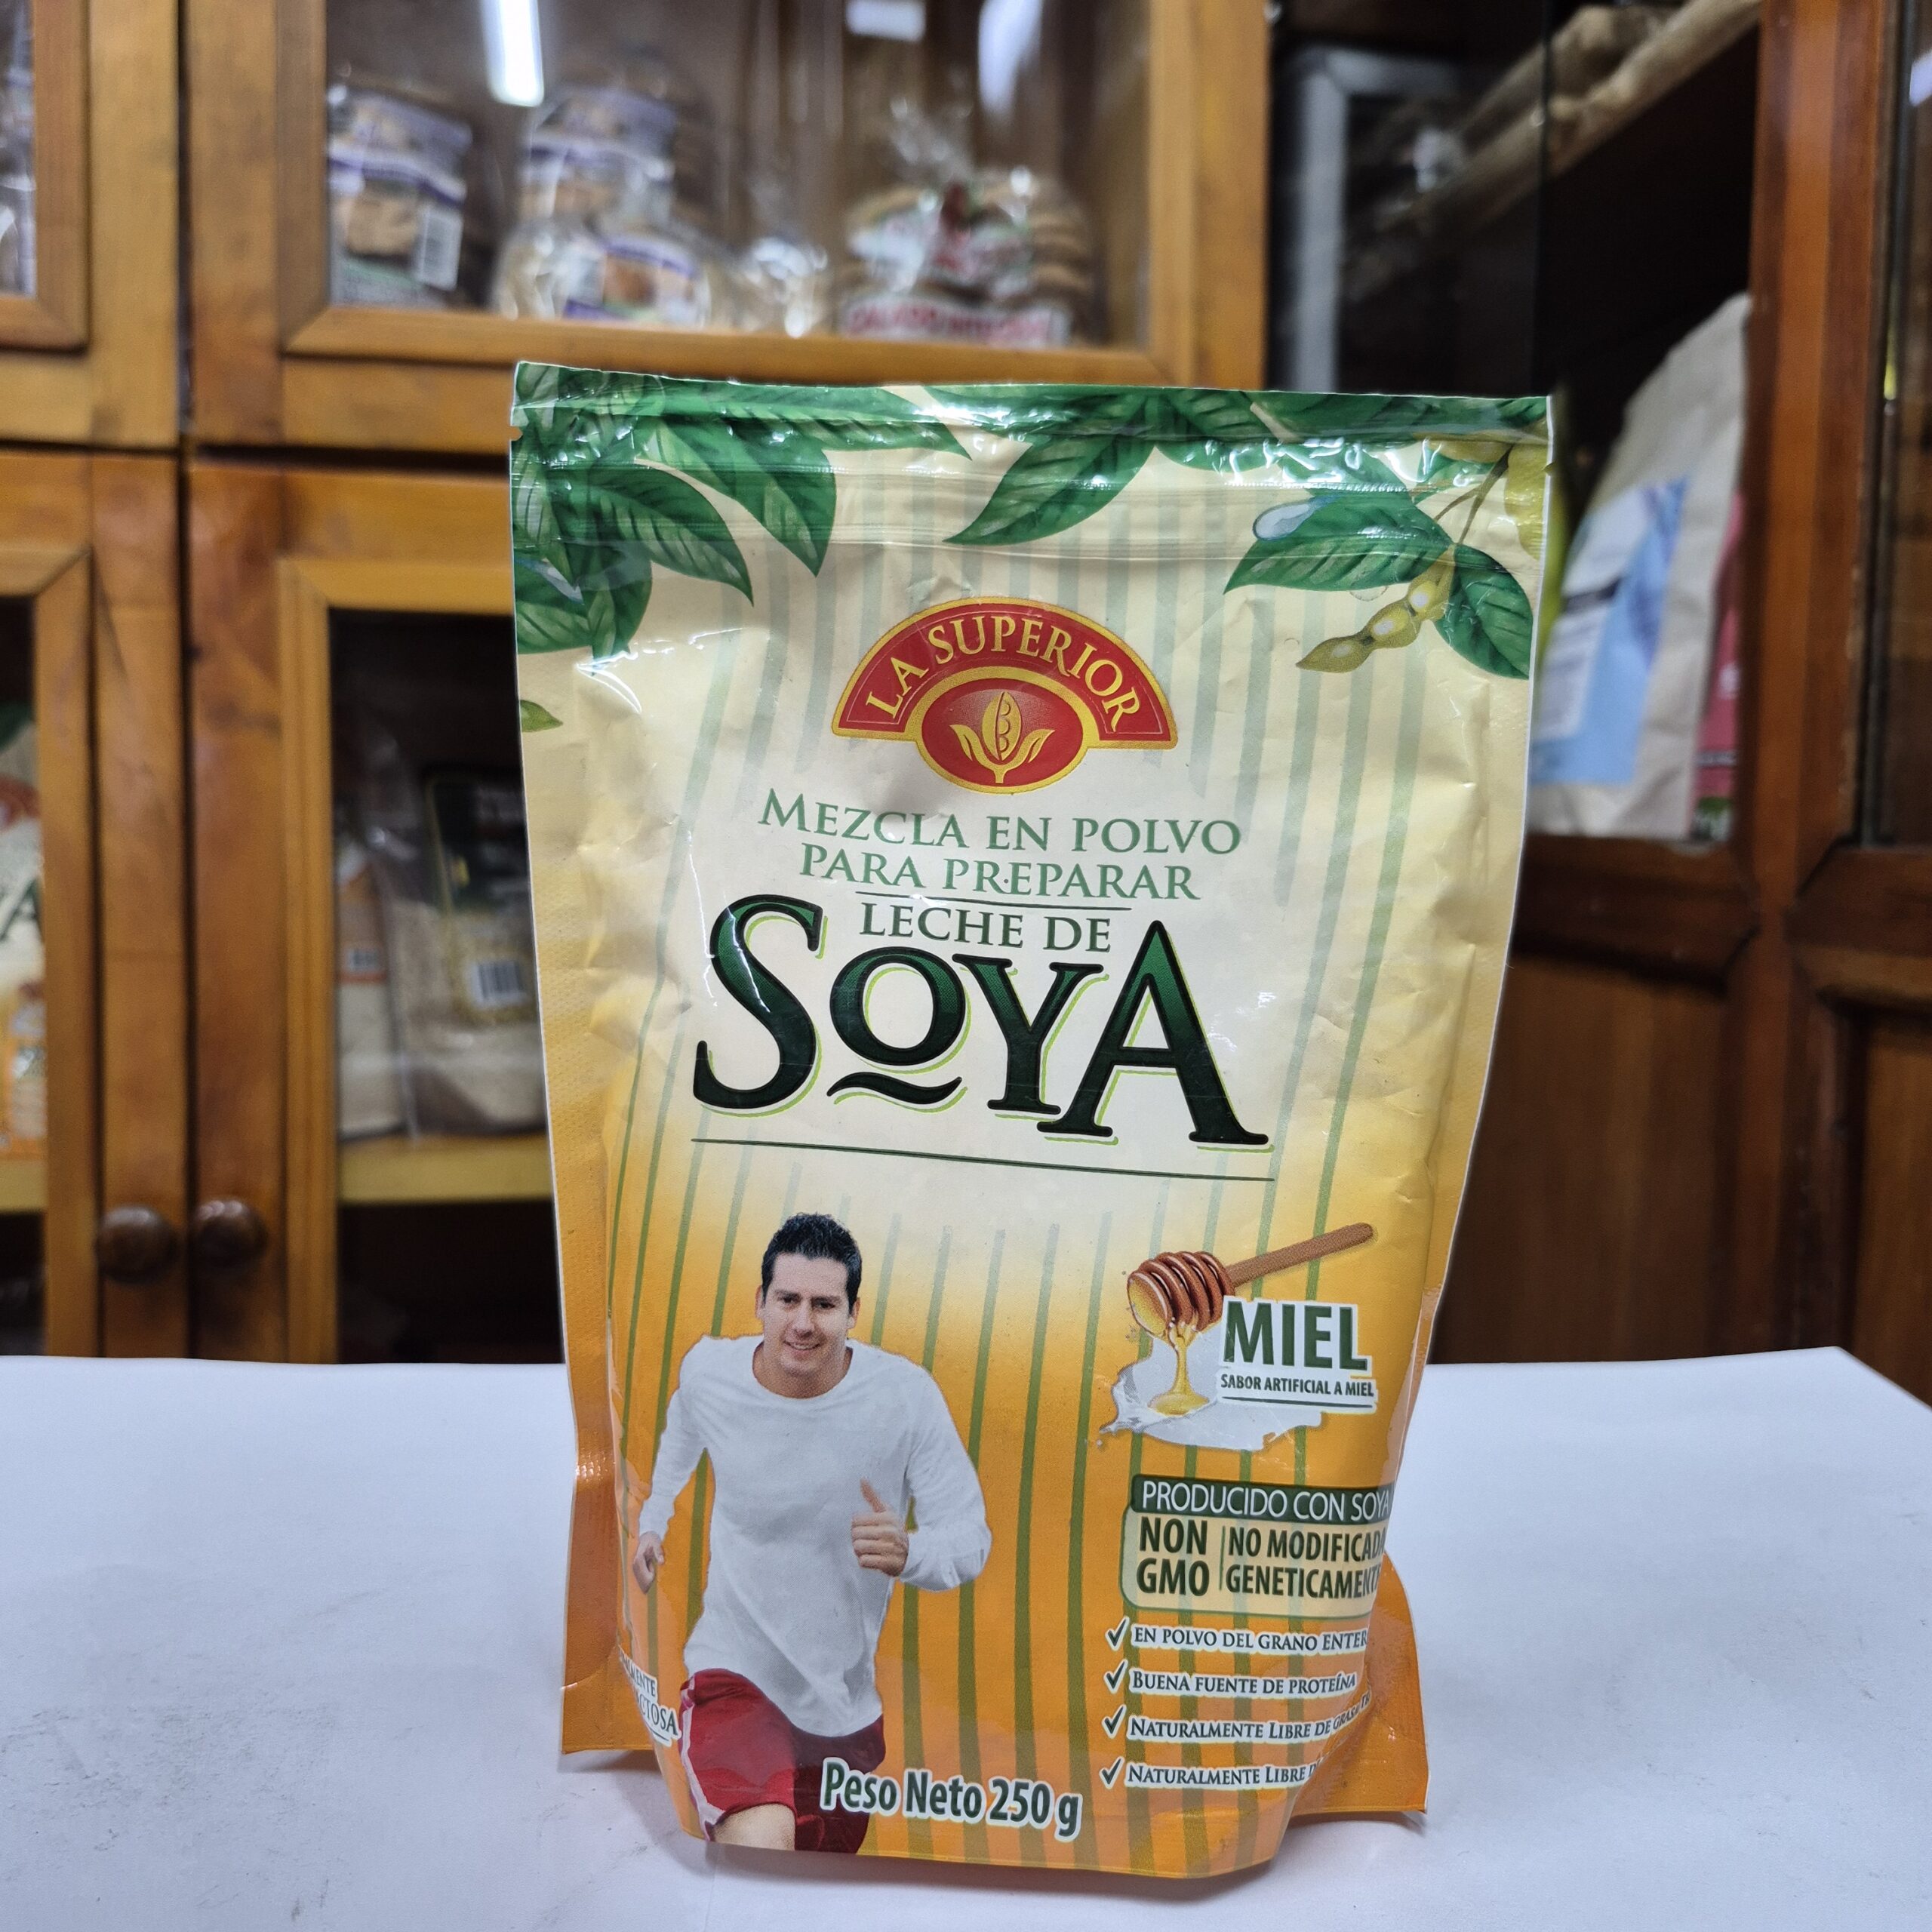 LA SUPERIOR
MEZCLA EN POLVO
PARA PREPARAR
LECHE DE
SOYA
MIEL
SABOR ARTIFICIAL A MIEL
PRODUCIDO CON SOYA
NON
GMO
NO MODIFICADA
GENETICAMENT
EN POLVO DEL GRANO ENTER
BUENA FUENTE DE PROTEÍNA
NATURALMENTE LIBRE DE GRASA
NATURALMENTE LIBRE
Peso Neto 250 g